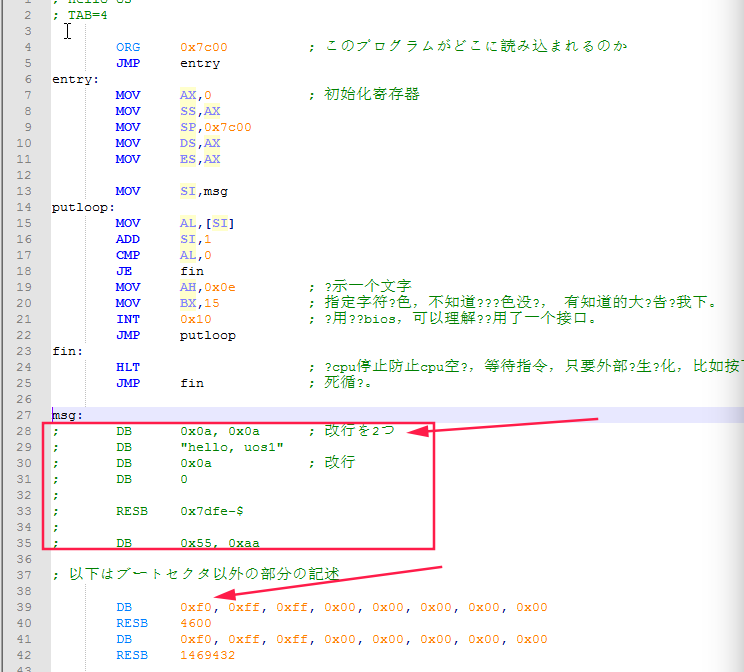 1 ; hello os
2 ; TAB=4
3
4 ORG 0x7c00 ; このプログラムがどこに読み込まれるのか
5 JMP entry
6 entry:
7 MOV AX,0 ; 初始化寄存器
8 MOV SS,AX
9 MOV SP,0x7c00
10 MOV DS,AX
11 MOV ES,AX
12
13 MOV SI,msg
14 putloop:
15 MOV AL,[SI]
16 ADD SI,1
17 CMP AL,0
18 JE fin
19 MOV AH,0x0e ; ?示一个文字
20 MOV BX,15 ; 指定字符?色，不知道???色没?， 有知道的大?告?我下。
21 INT 0x10 ; ?用??bios，可以理解??用了一个接口。
22 JMP putloop
23 fin:
24 HLT ; ?cpu停止防止cpu空?，等待指令，只要外部?生?化，比如按下
25 JMP fin ; 死循?。
26
27 msg:
28 ; DB 0x0a, 0x0a ; 改行を2つ
29 ; DB "hello, uos1"
30 ; DB 0x0a ; 改行
31 ; DB 0
32 ;
33 ; RESB 0x7dfe-$
34 ;
35 ; DB 0x55, 0xaa
36
37 ; 以下はブートセクタ以外の部分の記述
38
39 DB 0xf0, 0xff, 0xff, 0x00, 0x00, 0x00, 0x00, 0x00
40 RESB 4600
41 DB 0xf0, 0xff, 0xff, 0x00, 0x00, 0x00, 0x00, 0x00
42 RESB 1469432
43